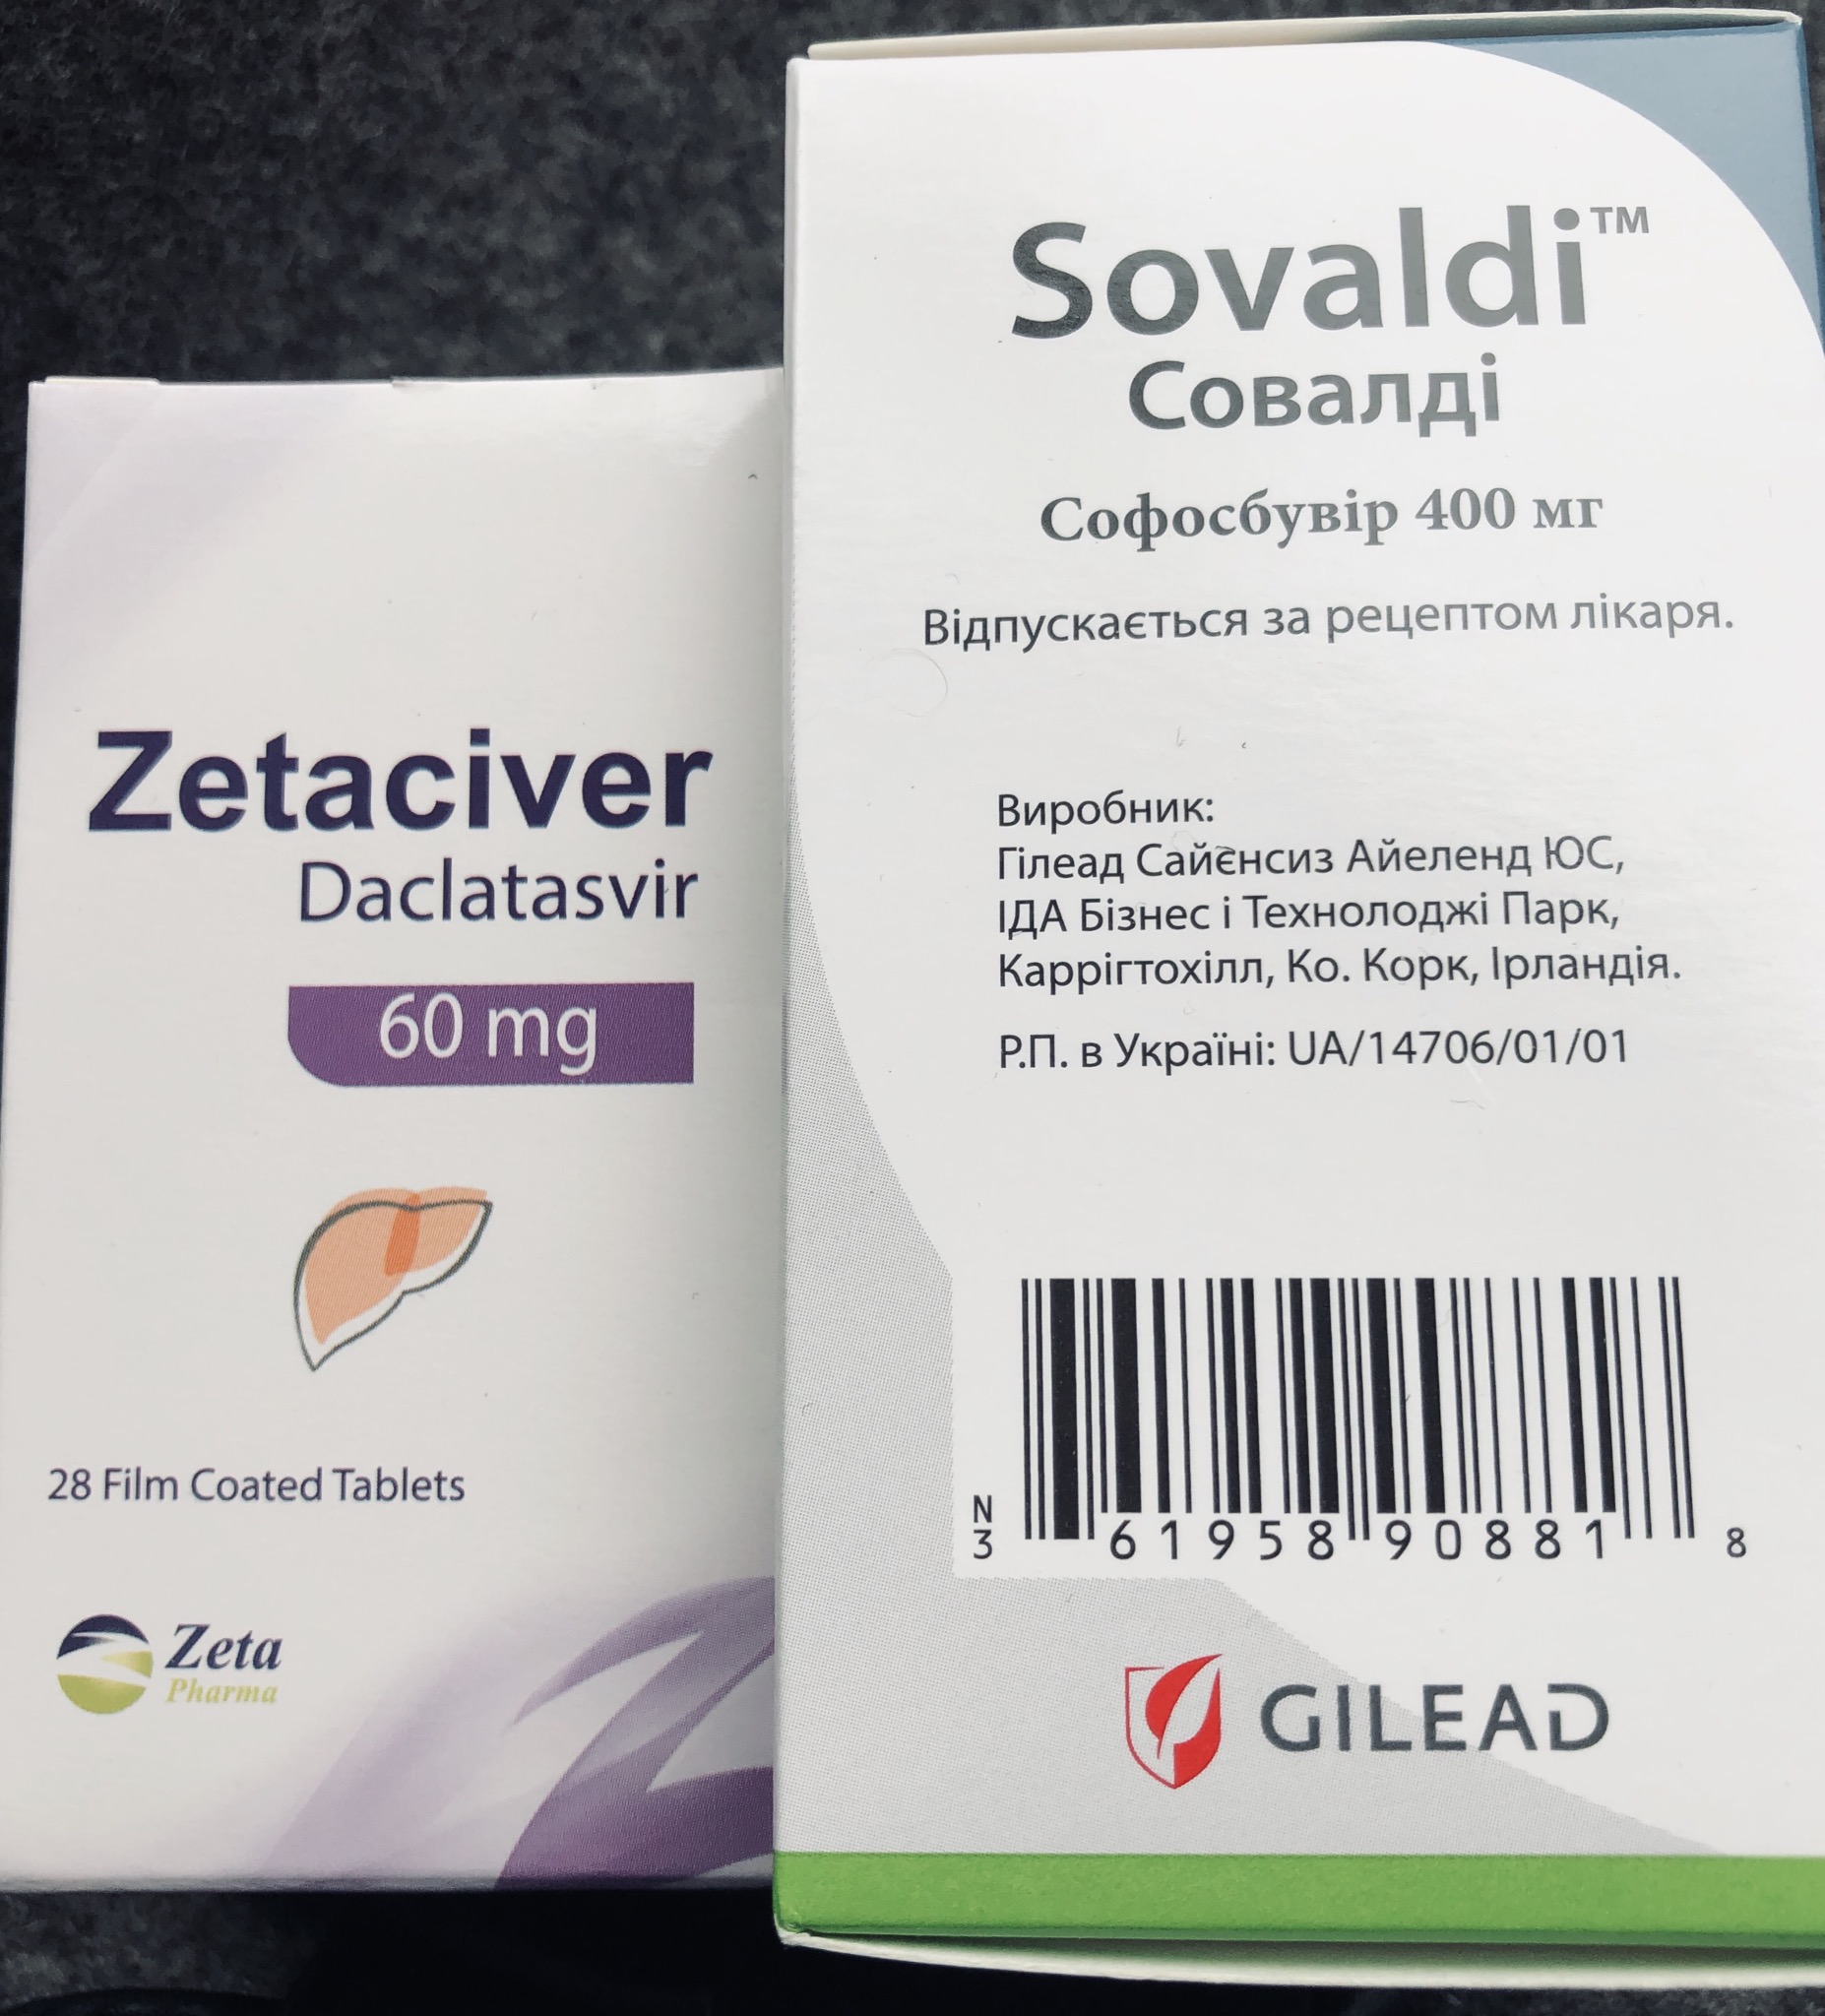 Zetaciver
Daclatasvir
60 mg
28 Film Coated Tablets
Zeta
Pharma
Sovaldi™
Совалді
Софосбувір 400 мг
Відпускається за рецептом лікаря.
Виробник:
Гілеад Сайєнсиз Айеленд ЮС,
ІДА Бізнес і Технолоджі Парк,
Каррігтохілл, Ко. Корк, Ірландія.
Р.П. в Україні: UA/14706/01/01
N
3 61958 90881 8
GILEAD